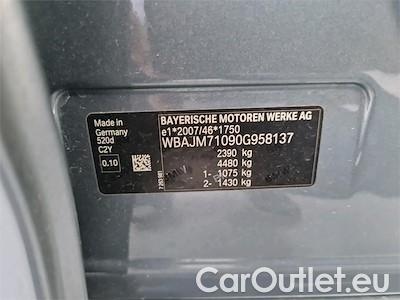 Made in
Germany
520d
C2Y
0.10
BAYERISCHE MOTOREN WERKE AG
e1*2007/46*1750
WBAJM71090G958137
2390 kg
4480 kg
1- 1075 kg
2- 1430 kg
CarOutlet.eu